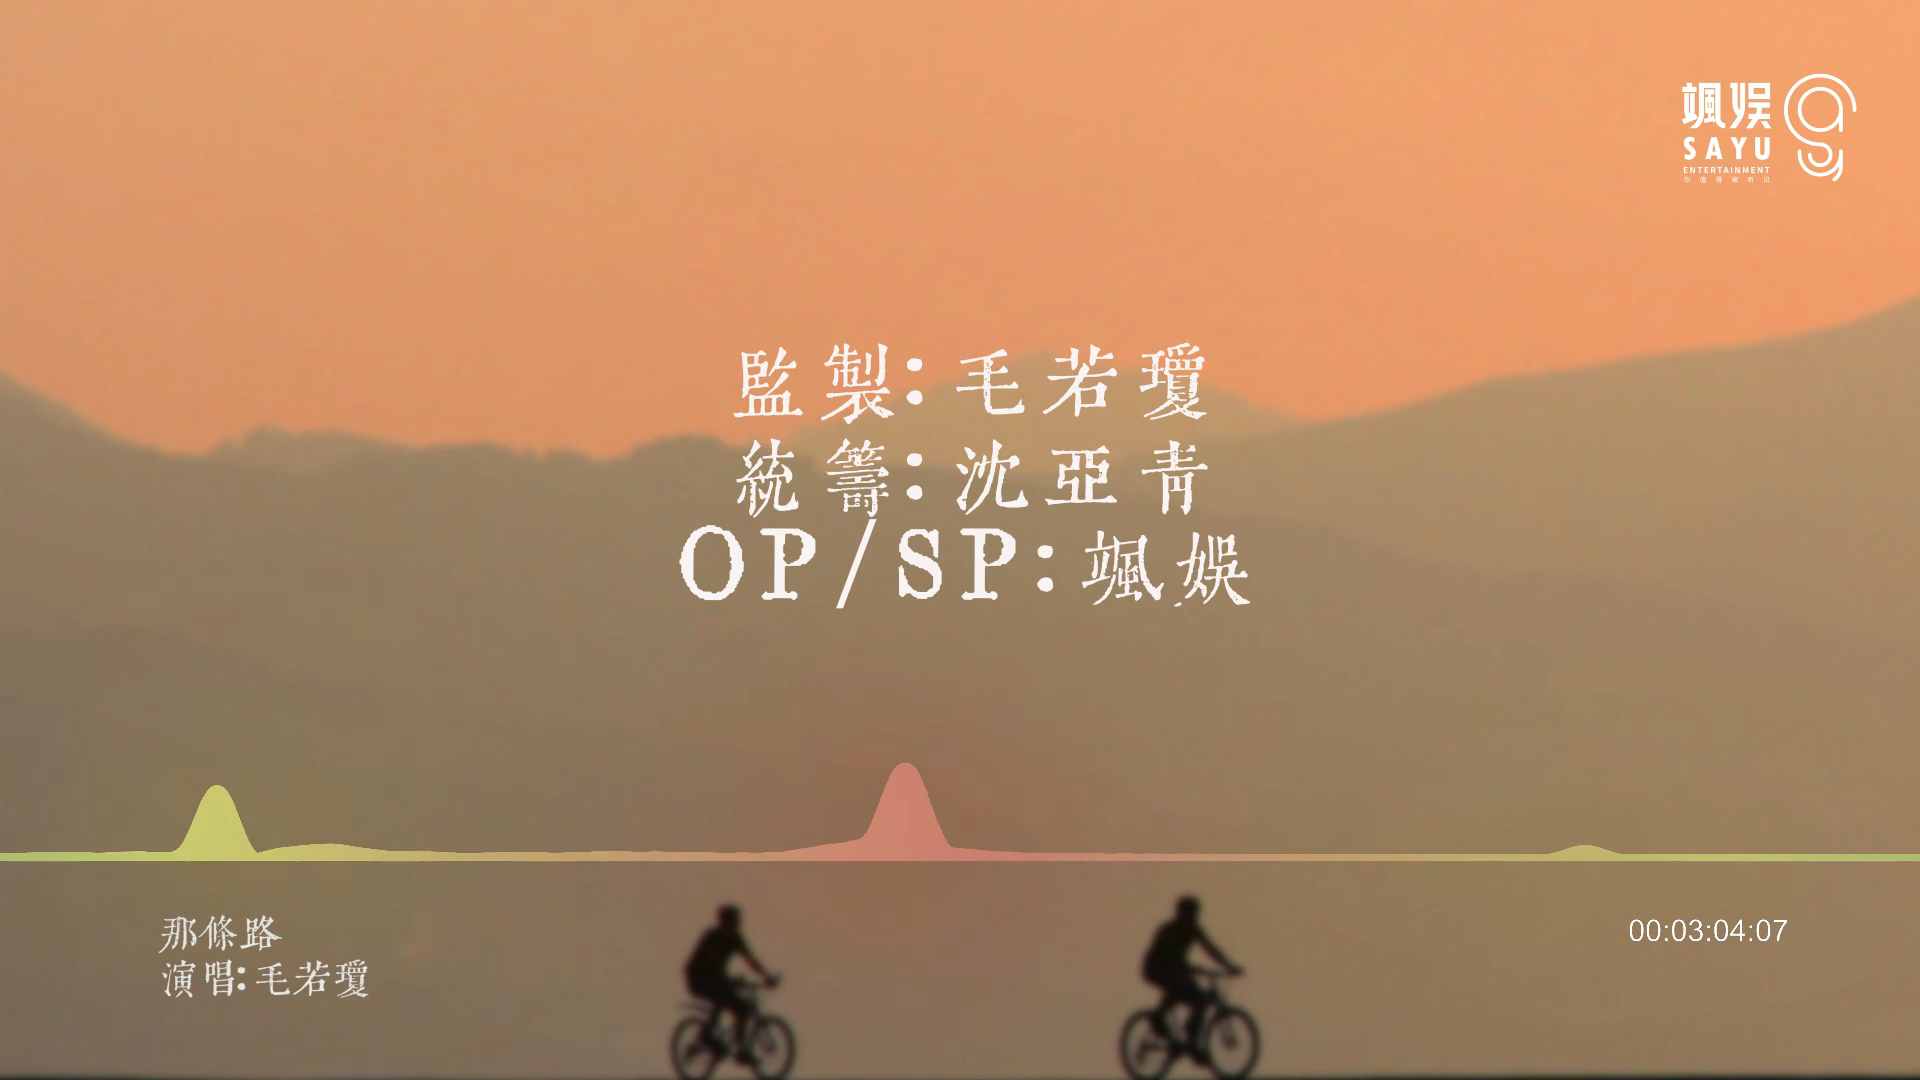 颯娱
SAYU
ENTERTAINMENT
監製:毛若瓊
統籌:沈亞青
OP/SP:颯娛
那條路
演唱:毛若瓊
00:03:04:07